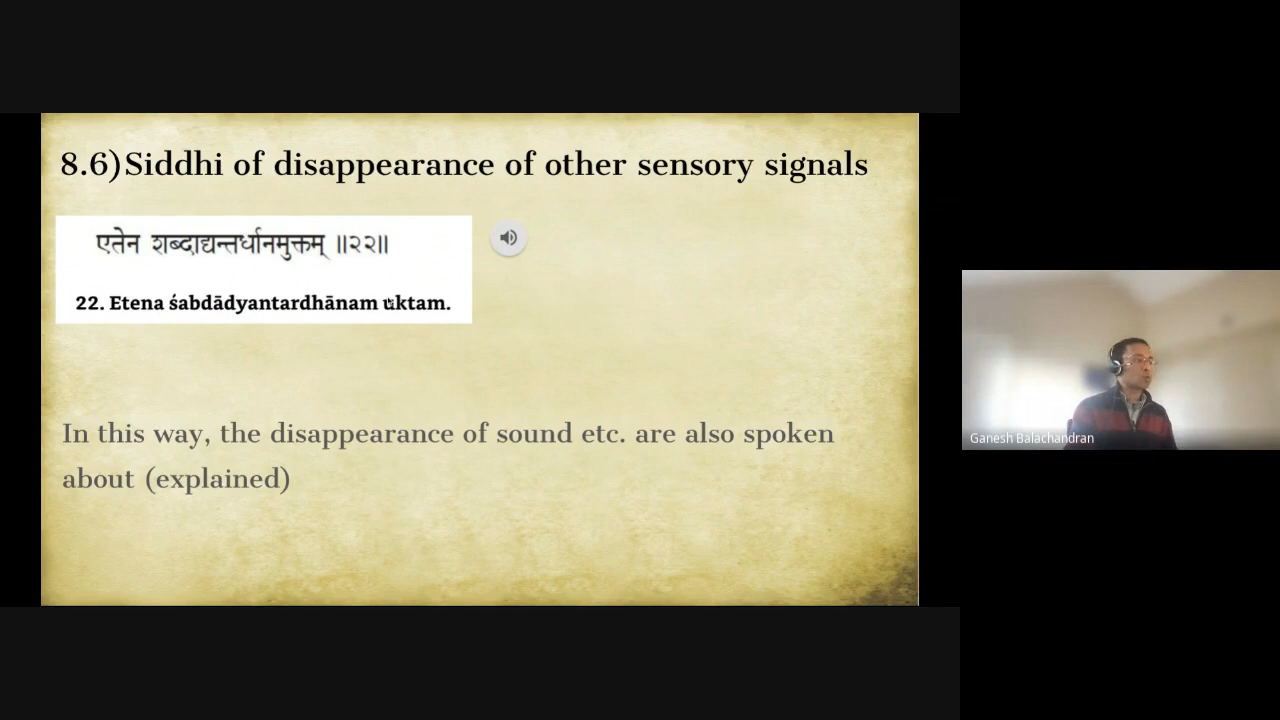 8.6)Siddhi of disappearance of other sensory signals
एतेन शब्दाद्यन्तर्धानमुक्तम् ॥२२॥
22. Etena śabdādyantardhānam uktam.
In this way, the disappearance of sound etc. are also spoken
about (explained)
Ganesh Balachandran